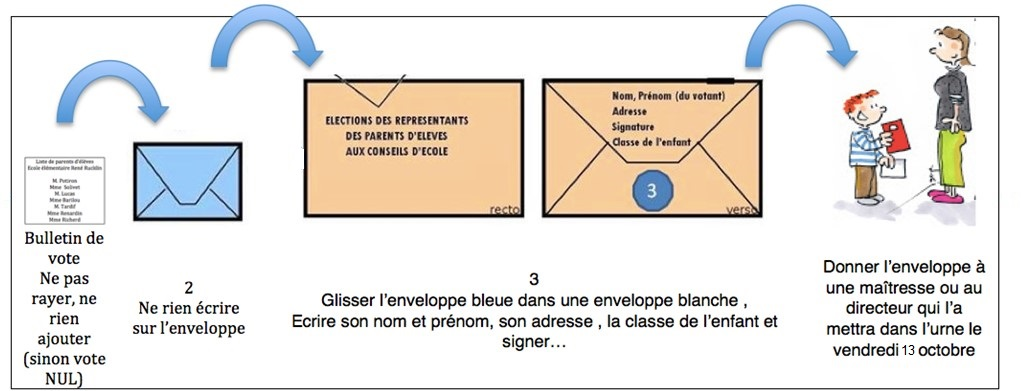 Liste de parents d'élèves
Ecole élémentaire René Rucklin
M. Potiron
Mme Solivet
M. Lucas
Mme Barilou
M. Tardif
Mme Renardin
Mme Richerd
Bulletin de
vote
Ne pas
rayer, ne
rien
ajouter
(sinon vote
NUL)
2
Ne rien écrire
sur l'enveloppe
ELECTIONS DES REPRESENTANTS
DES PARENTS D'ELEVES
AUX CONSEILS D'ECOLE
recto
Nom, Prénom (du votant)
Adresse
Signature
Classe de l'enfant
3
verso
3
Glisser l'enveloppe bleue dans une enveloppe blanche ,
Ecrire son nom et prénom, son adresse , la classe de l'enfant et
signer…
Donner l'enveloppe à
une maîtresse ou au
directeur qui l'a
mettra dans l'urne le
vendredi 13 octobre